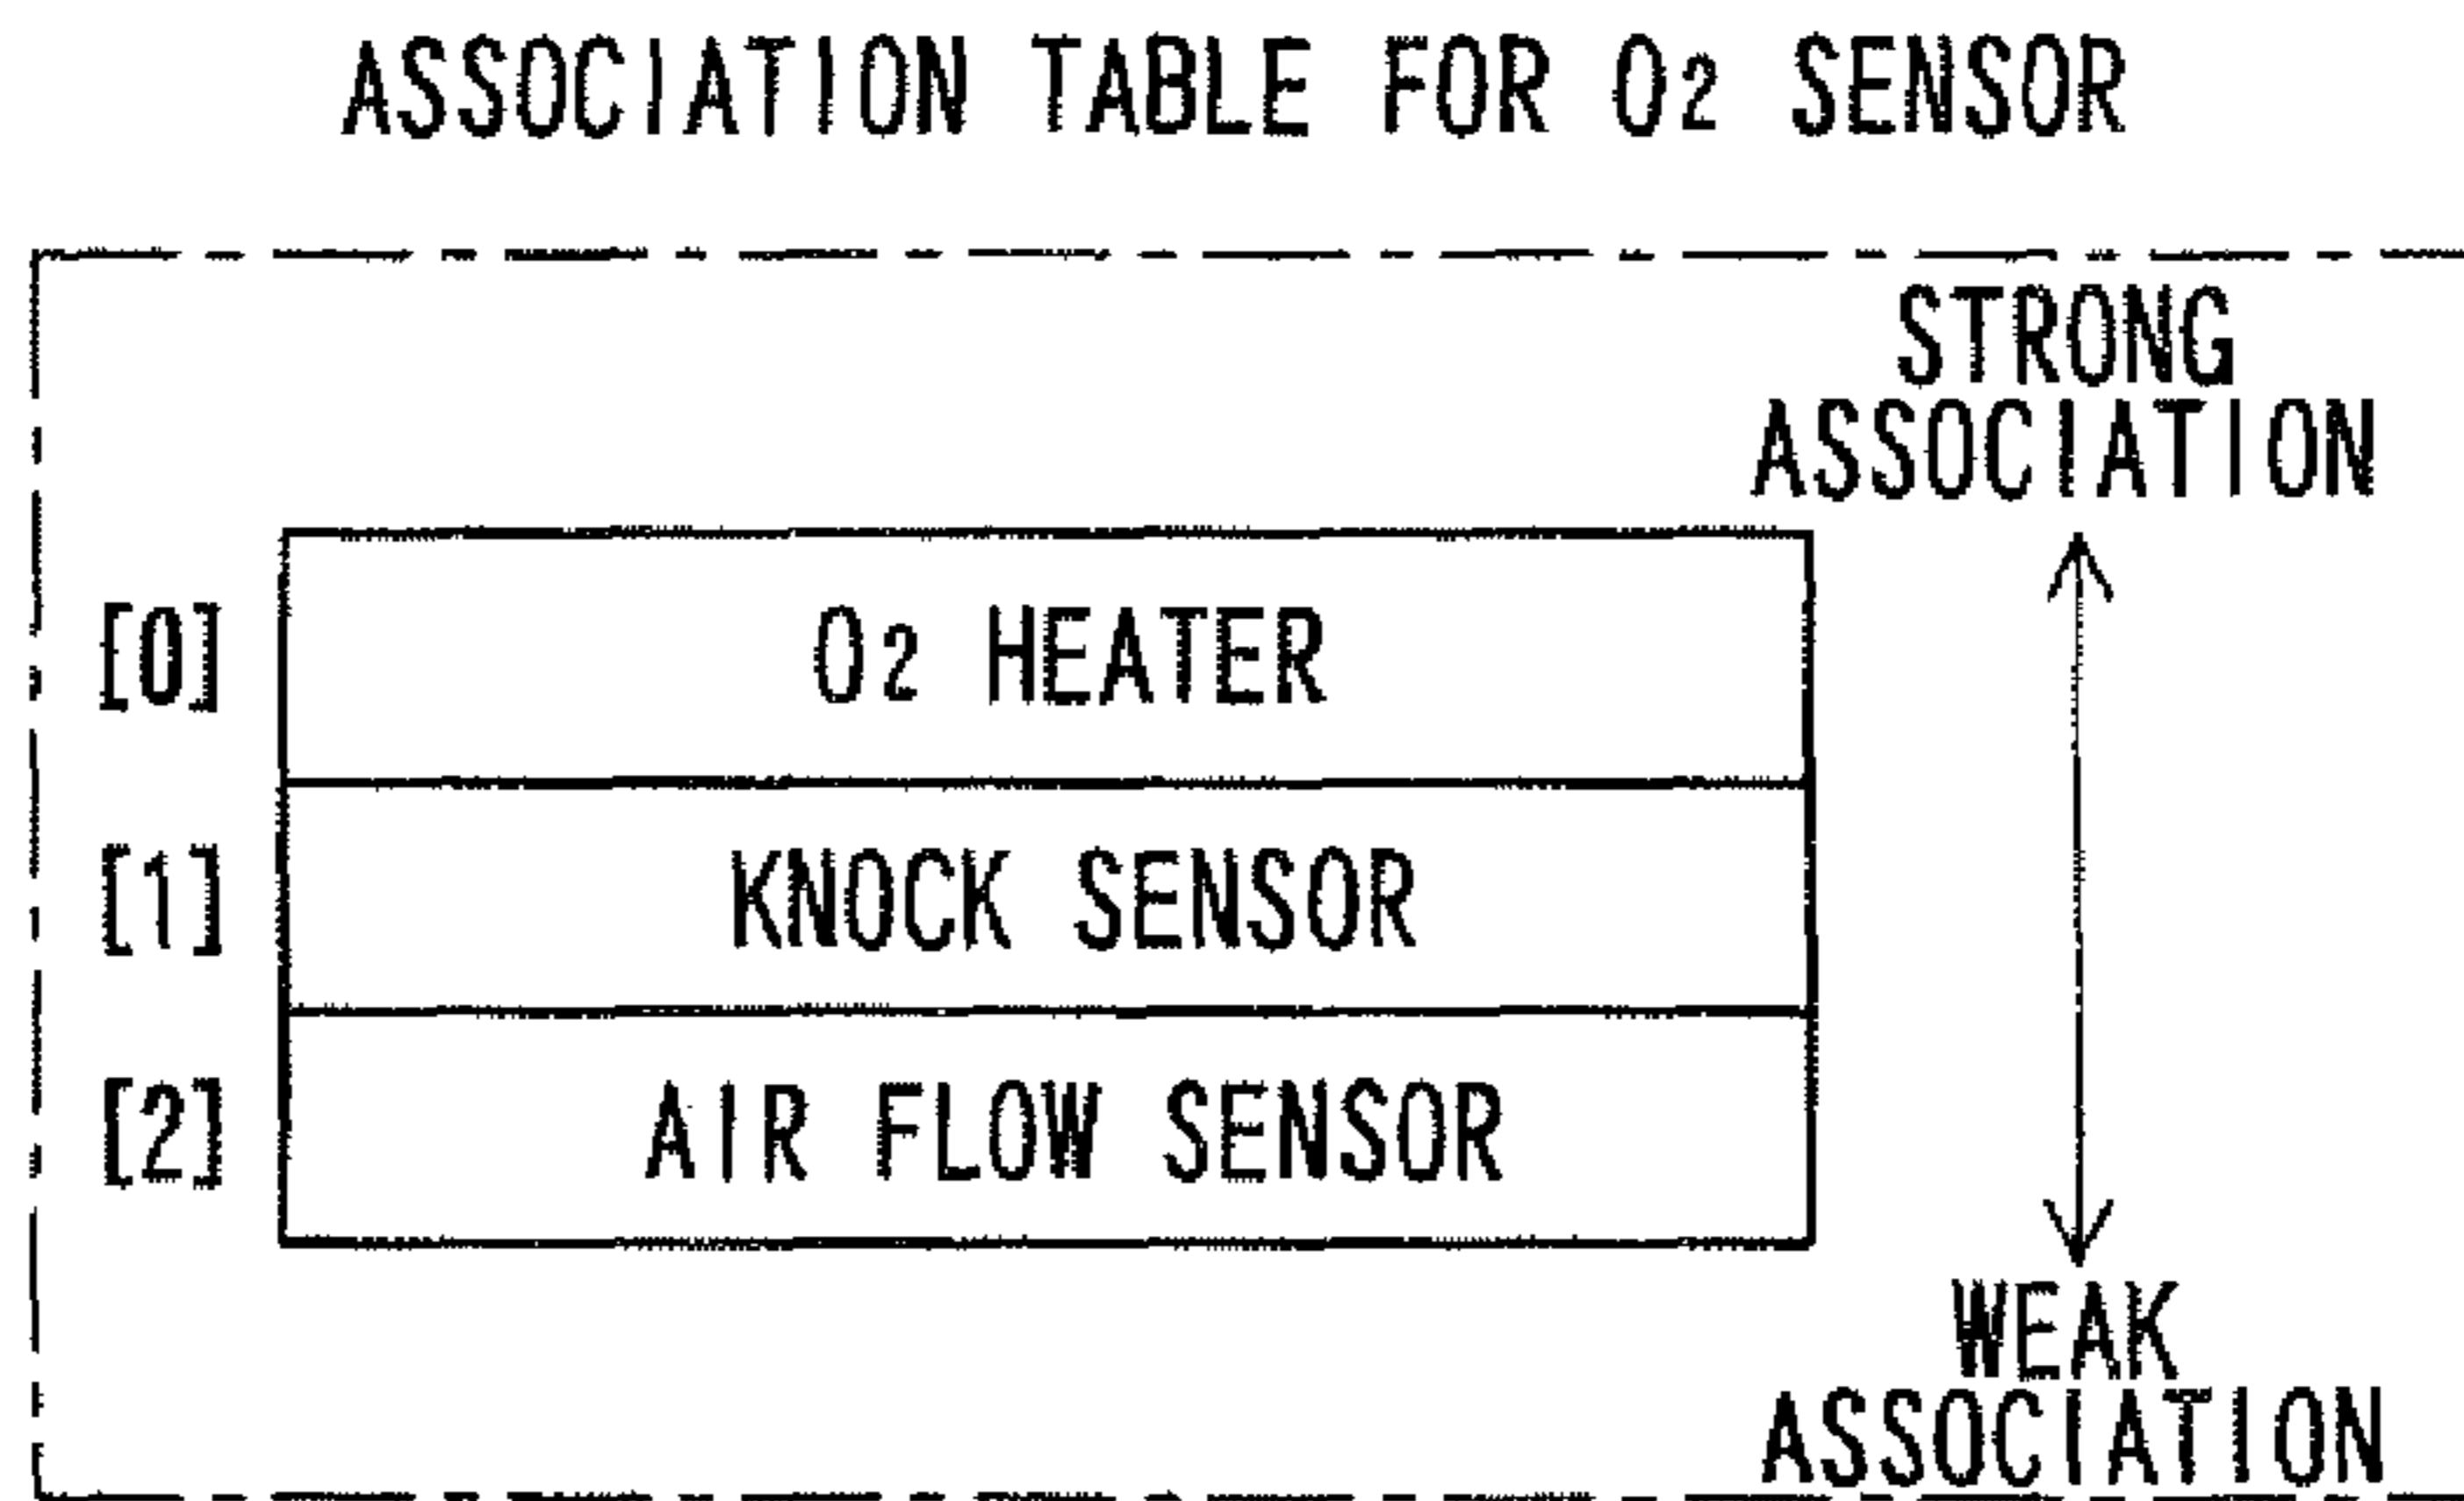 ASSOCIATION TABLE FOR O2 SENSOR
STRONG
ASSOCIATION
[0] O2 HEATER
[1] KNOCK SENSOR
[2] AIR FLOW SENSOR
WEAK
ASSOCIATION